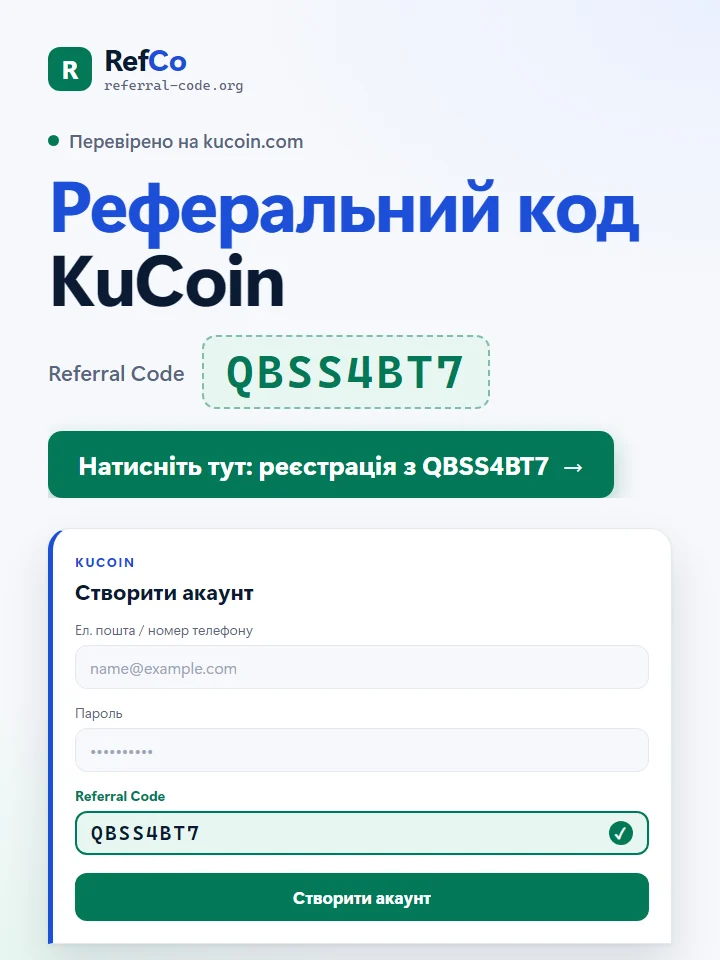 R
RefCo
referral-code.org
Перевірено на kucoin.com
Реферальний код
KuCoin
Referral Code
QBSS4BT7
Натисніть тут: реєстрація з QBSS4BT7 →
KUCOIN
Створити акаунт
Ел. пошта / номер телефону
name@example.com
Пароль
••••••••••
Referral Code
QBSS4BT7 ✓
Створити акаунт